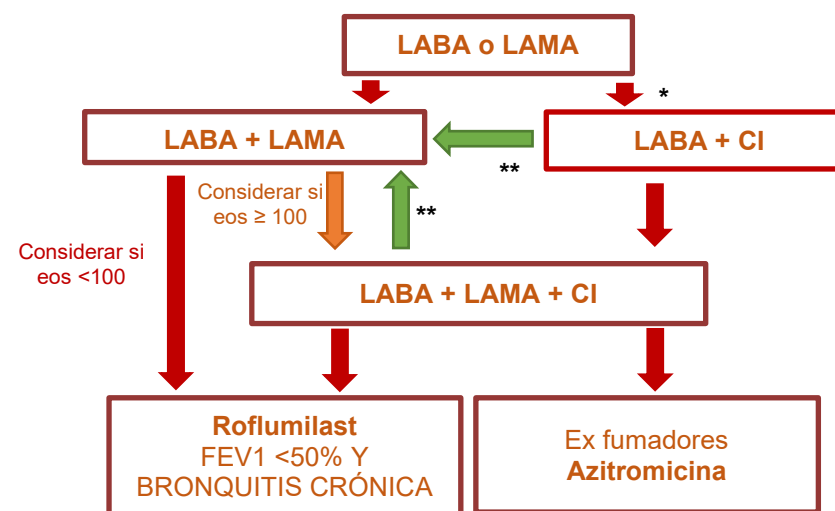 LABA o LAMA
*
LABA + LAMA
LABA + CI
**
Considerar si
eos ≥ 100
**
Considerar si
eos <100
LABA + LAMA + CI
Roflumilast
FEV1 <50% Y
BRONQUITIS CRÓNICA
Ex fumadores
Azitromicina